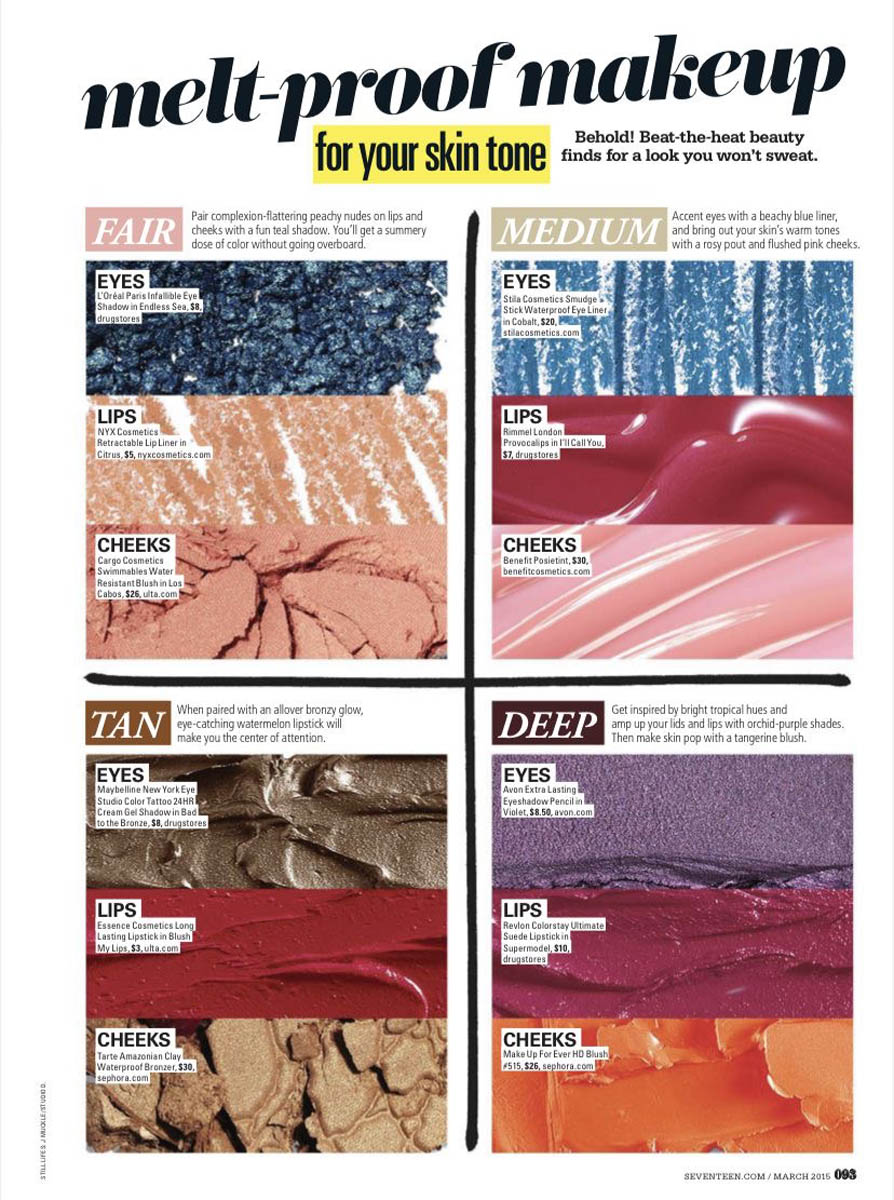 melt-proof makeup
for your skin tone
Behold! Beat-the-heat beauty
finds for a look you won't sweat.
FAIR
Pair complexion-flattering peachy nudes on lips and
cheeks with a fun teal shadow. You'll get a summery
dose of color without going overboard.
EYES
L'Oréal Paris Infallible Eye
Shadow in Endless Sea, $8,
drugstores
LIPS
NYX Cosmetics
Retractable Lip Liner in
Citrus, $5, nyxcosmetics.com
CHEEKS
Cargo Cosmetics
Swimmables Water
Resistant Blush in Los
Cabos, $26, ulta.com
MEDIUM
Accent eyes with a beachy blue liner,
and bring out your skin's warm tones
with a rosy pout and flushed pink cheeks.
EYES
Stila Cosmetics Smudge
Stick Waterproof Eye Liner
in Cobalt, $20,
stilacosmetics.com
LIPS
Rimmel London
Provocalips in I'll Call You,
$7, drugstores
CHEEKS
Benefit Posietint, $30,
benefitcosmetics.com
TAN
When paired with an allover bronzy glow,
eye-catching watermelon lipstick will
make you the center of attention.
EYES
Maybelline New York Eye
Studio Color Tattoo 24HR
Cream Gel Shadow in Bad
to the Bronze, $8, drugstores
LIPS
Essence Cosmetics Long
Lasting Lipstick in Blush
My Lips, $3, ulta.com
CHEEKS
Tarte Amazonian Clay
Waterproof Bronzer, $30,
sephora.com
DEEP
Get inspired by bright tropical hues and
amp up your lids and lips with orchid-purple shades.
Then make skin pop with a tangerine blush.
EYES
Avon Extra Lasting
Eyeshadow Pencil in
Violet, $8.50, avon.com
LIPS
Revlon Colorstay Ultimate
Suede Lipstick in
Supermodel, $10,
drugstores
CHEEKS
Make Up For Ever HD Blush
#515, $26, sephora.com
STILL LIFES: J MUCKLE/STUDIO D.
SEVENTEEN.COM / MARCH 2015 093